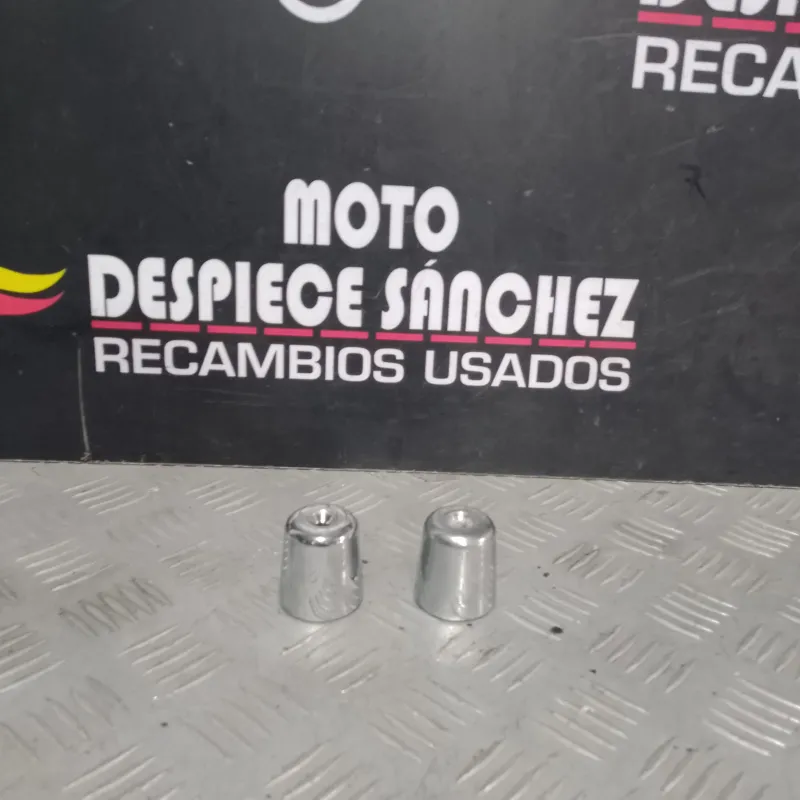 RECA
MOTO
DESPIECE SÁNCHEZ
RECAMBIOS USADOS